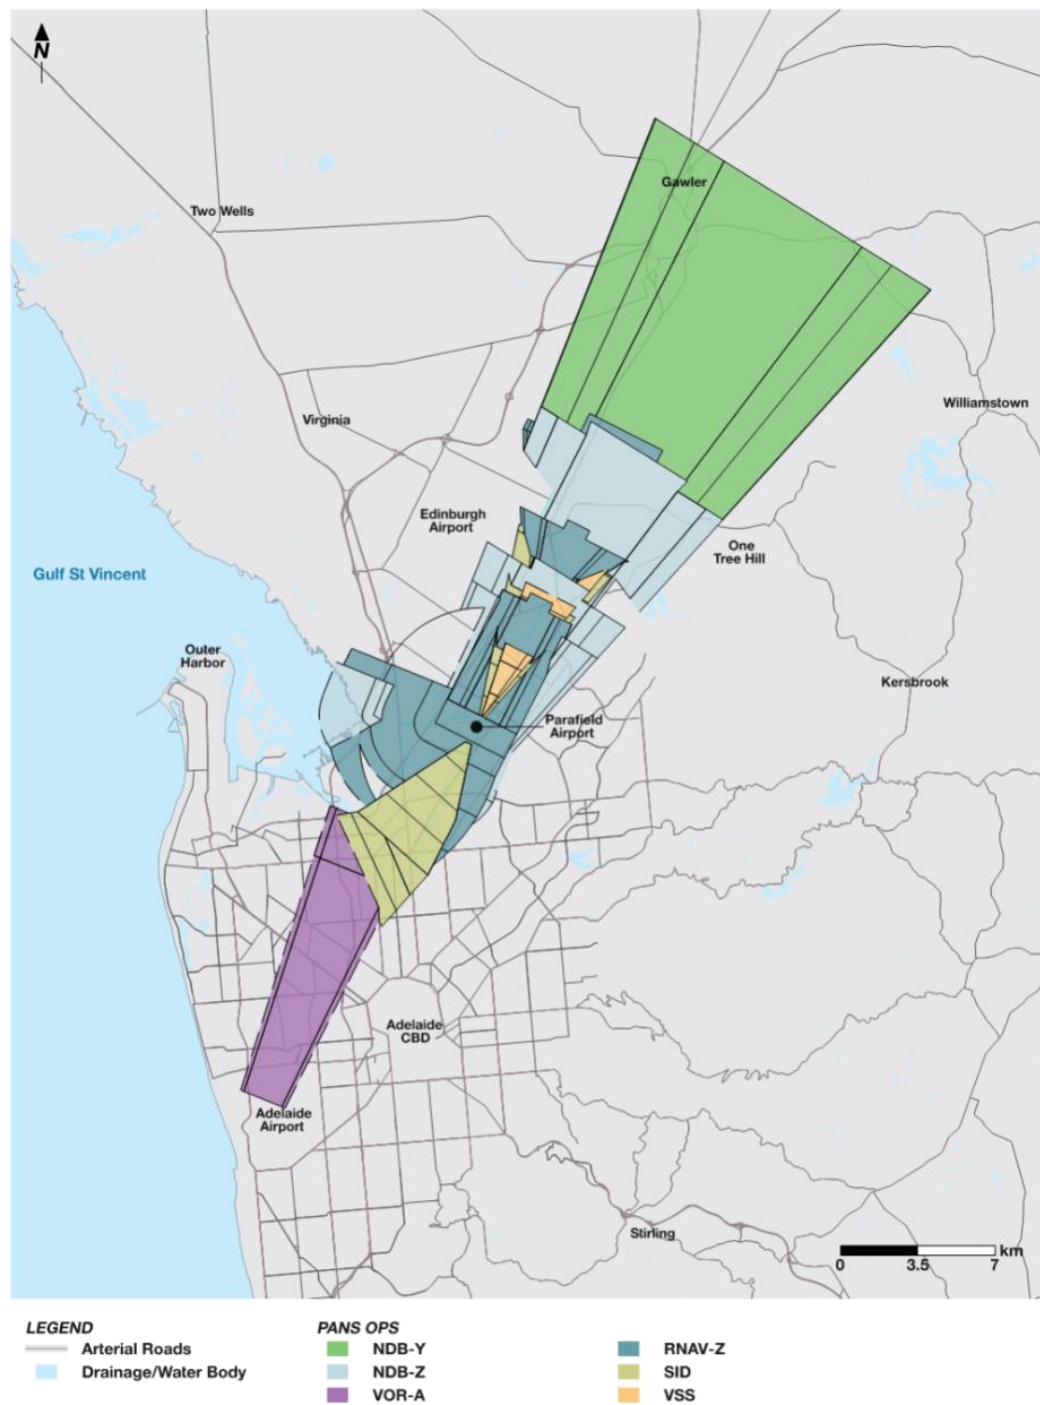 N
Gawler
Two Wells
Williamstown
Virginia
Edinburgh
Airport
One
Tree Hill
Gulf St Vincent
Outer
Harbor
Kersbrook
Parafield
Airport
Adelaide
CBD
Adelaide
Airport
Stirling
km
0 3.5 7
LEGEND
Arterial Roads
Drainage/Water Body
PANS OPS
NDB-Y
NDB-Z
VOR-A
RNAV-Z
SID
VSS